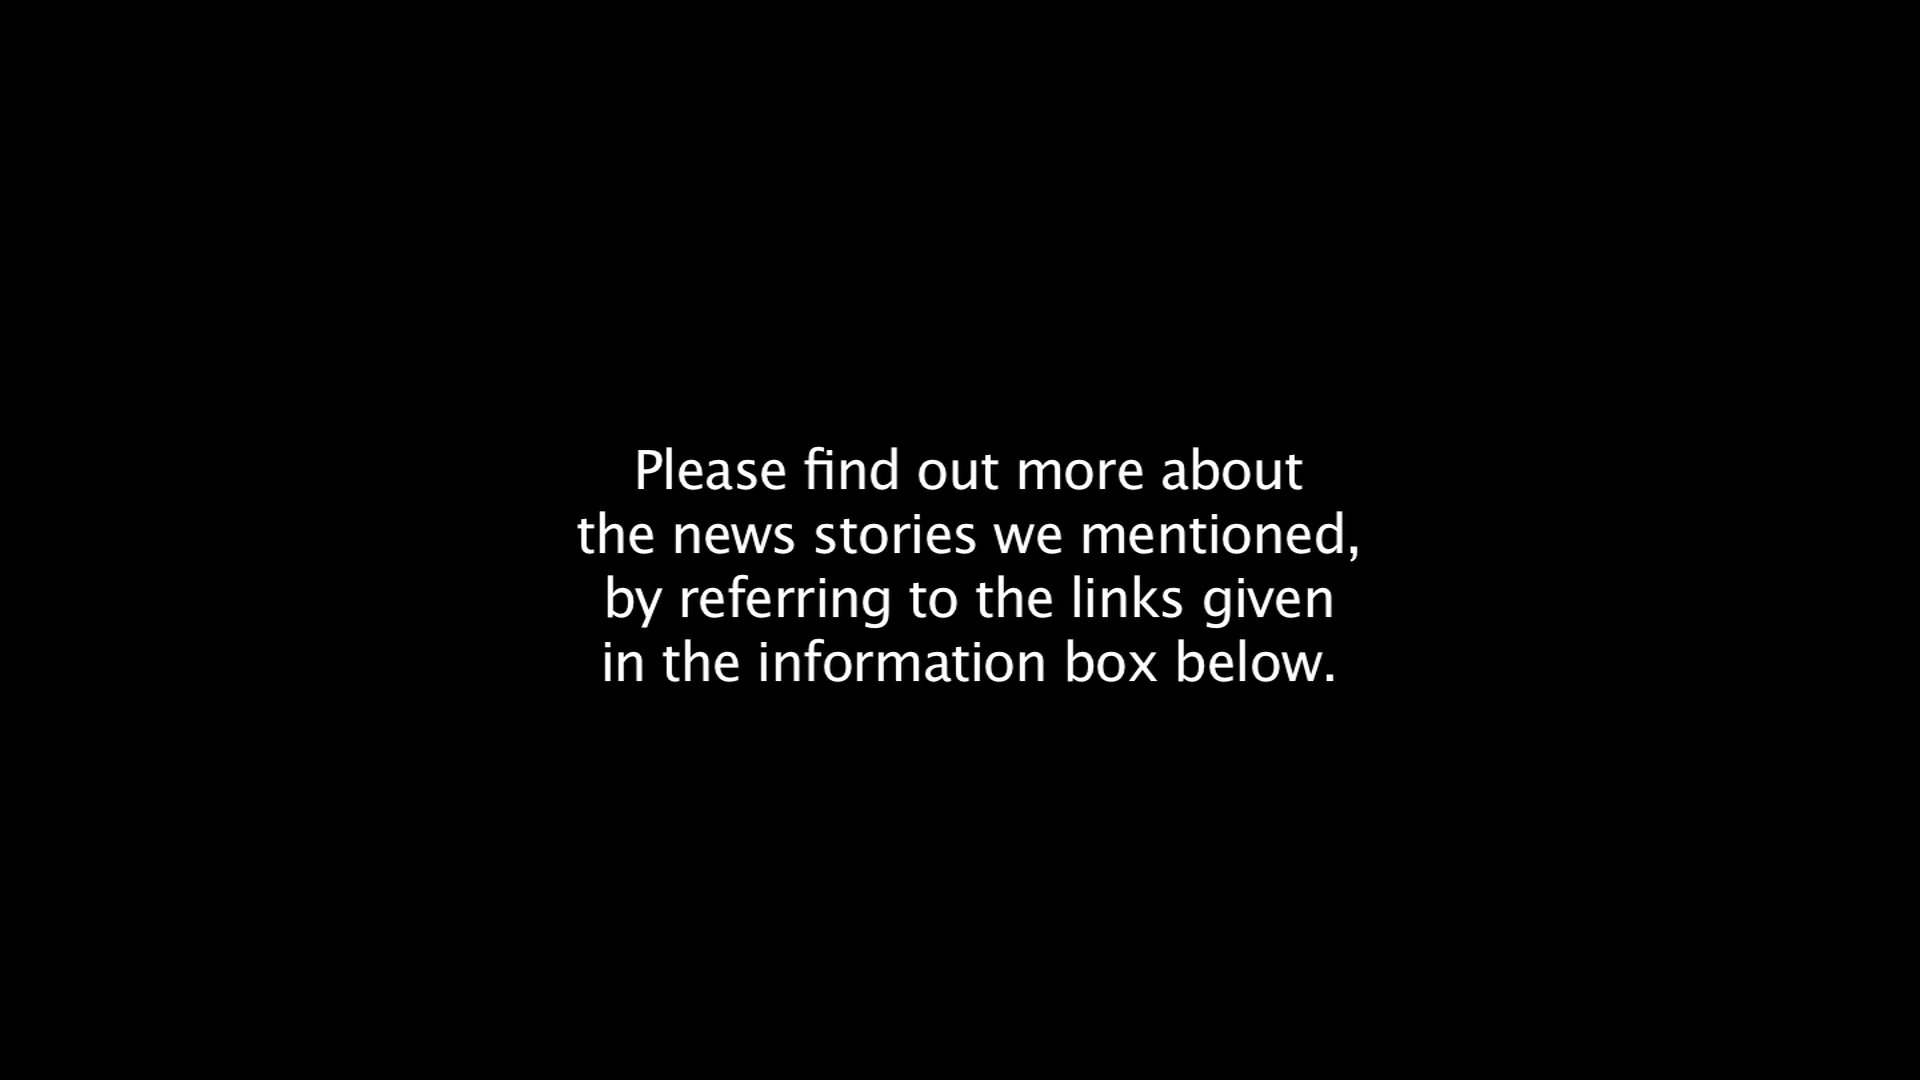 Please find out more about
the news stories we mentioned,
by referring to the links given
in the information box below.